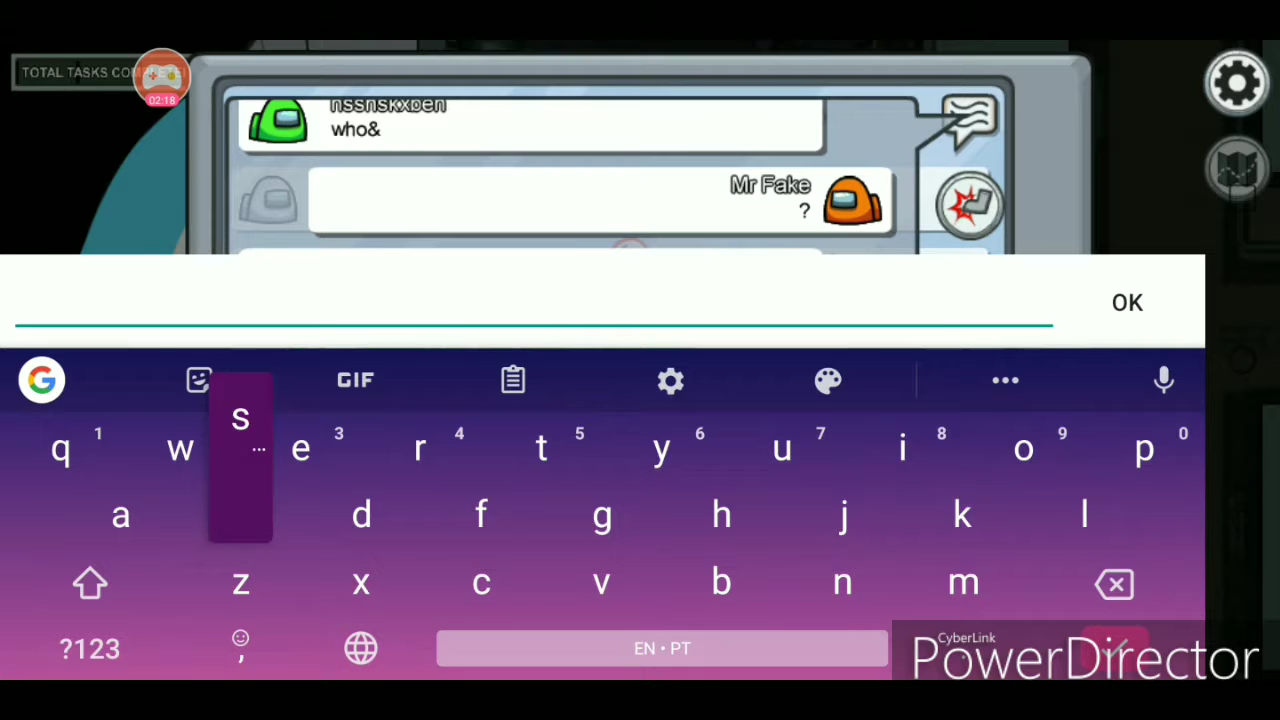 TOTAL TASKS COMPLETE!
02:18
nssnskxben
who&
Mr Fake
?
OK
GIF
q 1 w e 3 r 4 t 5 y 6 u 7 i 8 o 9 p 0
s
...
a d f g h j k l
z x c v b n m
?123 , EN • PT
CyberLink
PowerDirector